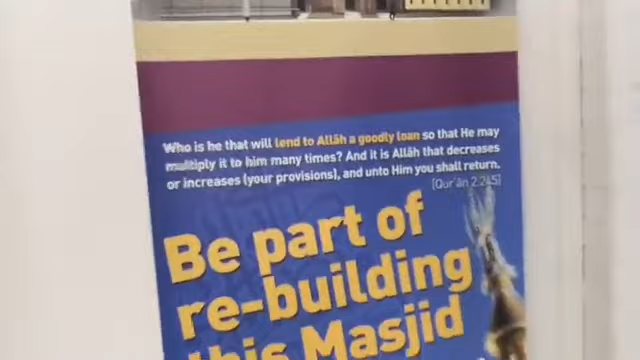 Who is he that will lend to Allāh a goodly loan so that He may
multiply it to him many times? And it is Allāh that decreases
or increases (your provisions), and unto Him you shall return.
[Qur'ān 2.245]
Be part of
re-building
this Masjid